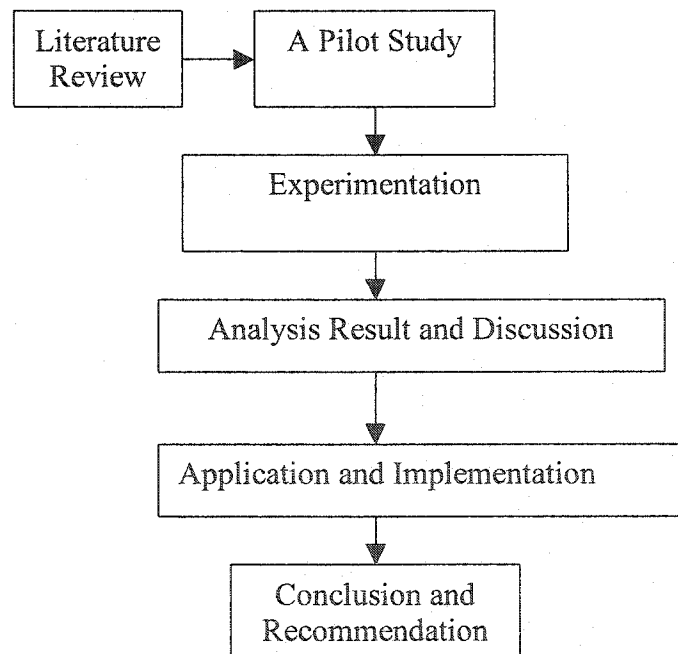 Literature
Review
A Pilot Study
Experimentation
Analysis Result and Discussion
Application and Implementation
Conclusion and
Recommendation